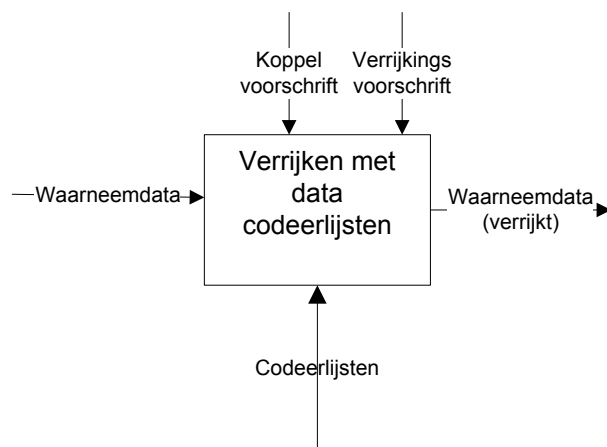 Koppel
voorschrift
Verrijkings
voorschrift
Verrijken met
data
codeerlijsten
Waarneemdata
Waarneemdata
(verrijkt)
Codeerlijsten